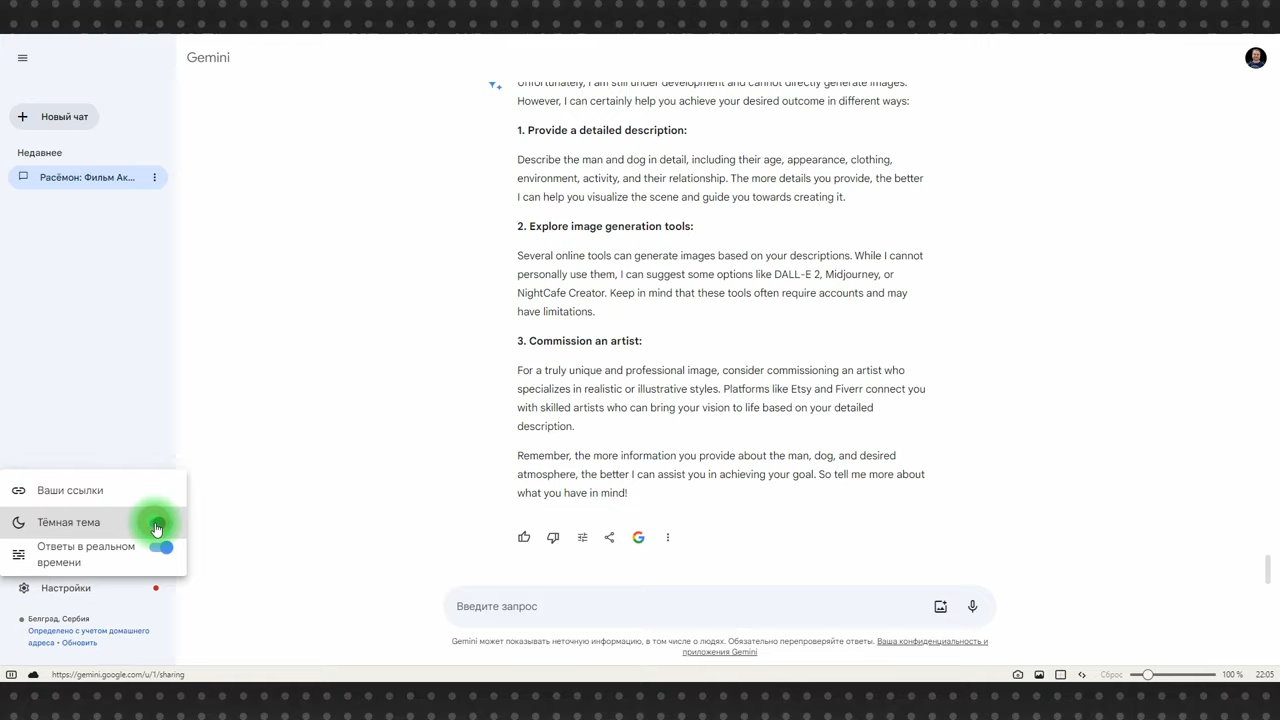 Gemini
Новый чат
Недавнее
Расёмон: Фильм Ак...
Unfortunately, I am still under development and cannot directly generate images.
However, I can certainly help you achieve your desired outcome in different ways:
1. Provide a detailed description:
Describe the man and dog in detail, including their age, appearance, clothing,
environment, activity, and their relationship. The more details you provide, the better
I can help you visualize the scene and guide you towards creating it.
2. Explore image generation tools:
Several online tools can generate images based on your descriptions. While I cannot
personally use them, I can suggest some options like DALL-E 2, Midjourney, or
NightCafe Creator. Keep in mind that these tools often require accounts and may
have limitations.
3. Commission an artist:
For a truly unique and professional image, consider commissioning an artist who
specializes in realistic or illustrative styles. Platforms like Etsy and Fiverr connect you
with skilled artists who can bring your vision to life based on your detailed
description.
Remember, the more information you provide about the man, dog, and desired
atmosphere, the better I can assist you in achieving your goal. So tell me more about
what you have in mind!
Ваши ссылки
Тёмная тема
Ответы в реальном
времени
Настройки
Белград, Сербия
Определено с учетом домашнего
адреса • Обновить
Введите запрос
Gemini может показывать неточную информацию, в том числе о людях. Обязательно перепроверяйте ответы. Ваша конфиденциальность и
приложения Gemini
https://gemini.google.com/u/1/sharing
Сброс
100 %
22:05